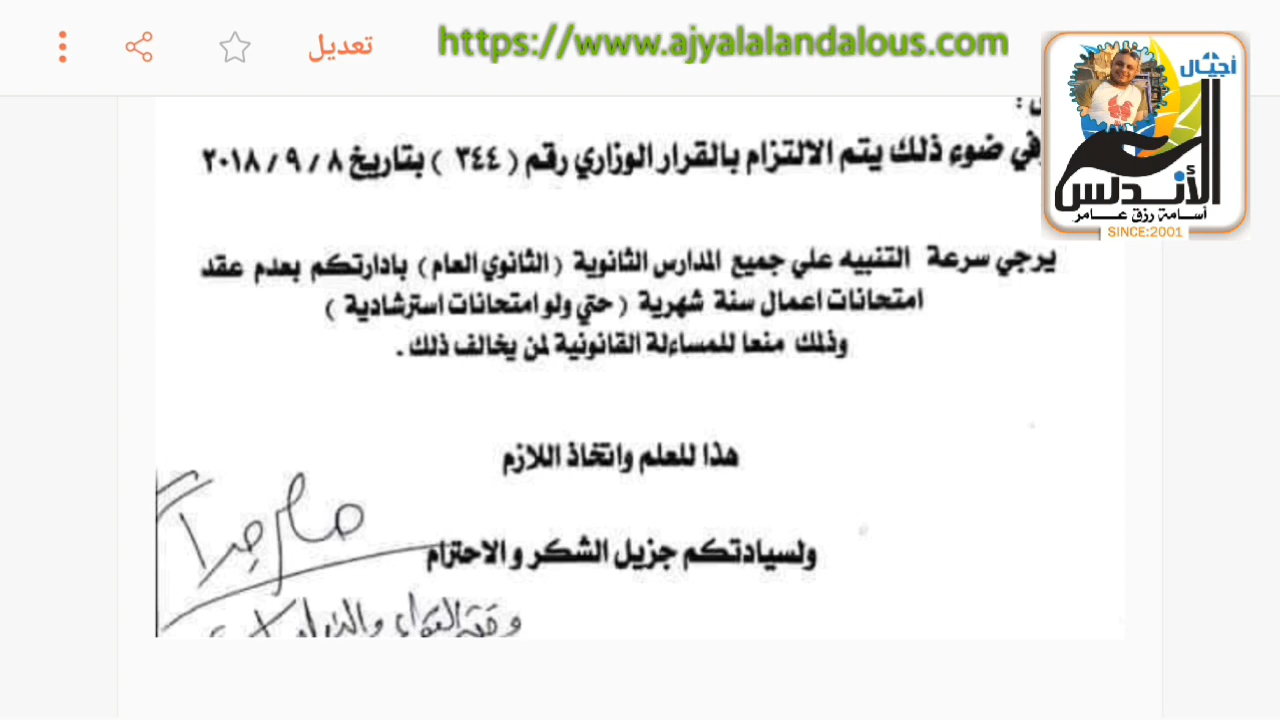 تعديل
https://www.ajyalalandalous.com
أجيال
الأندلس
أسامة رزق عامر
SINCE:2001
في ضوء ذلك يتم الالتزام بالقرار الوزاري رقم ( ٣٤٤ ) بتاريخ ٨ / ٩ / ٢٠١٨
يرجي سرعة التنبيه علي جميع المدارس الثانوية ( الثانوي العام ) بادارتكم بعدم عقد
امتحانات اعمال سنة شهرية ( حتي ولو امتحانات استرشادية )
وذلك منعا للمساءلة القانونية لمن يخالف ذلك .
هذا للعلم واتخاذ اللازم
ولسيادتكم جزيل الشكر و الاحترام